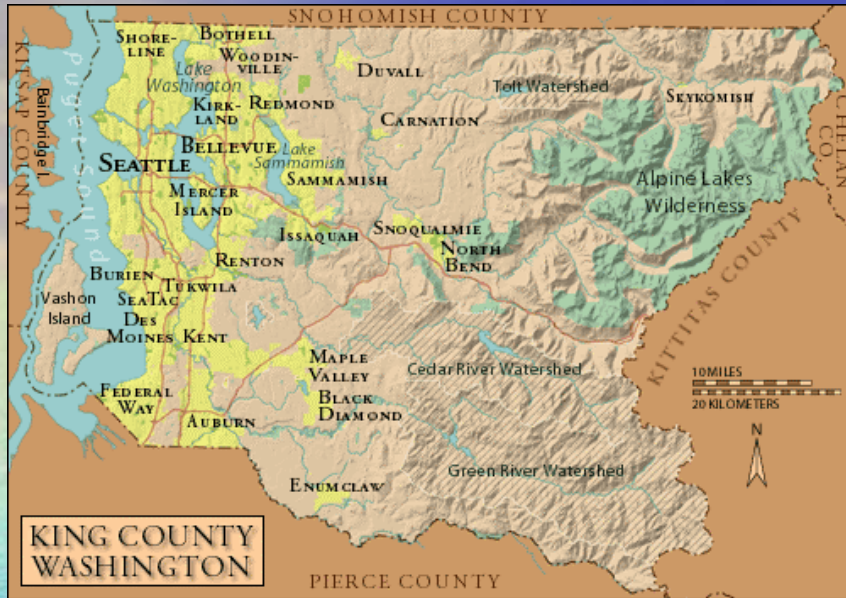 SNOHOMISH COUNTY
SHORE-
LINE
BOTHELL
WOODIN-
VILLE
Lake
Washington
DUVALL
Tolt Watershed
SKYKOMISH
KITSAP COUNTY
Bainbridge I.
Puget Sound
KIRK-
LAND
REDMOND
CARNATION
CHELAN
CO.
SEATTLE
BELLEVUE
Lake
Sammamish
SAMMAMISH
MERCER
ISLAND
Alpine Lakes
Wilderness
ISSAQUAH
SNOQUALMIE
NORTH
BEND
RENTON
BURIEN
TUKWILA
SEATAC
Vashon
Island
DES
MOINES
KENT
KITTITAS COUNTY
MAPLE
VALLEY
Cedar River Watershed
10 MILES
20 KILOMETERS
FEDERAL
WAY
BLACK
DIAMOND
AUBURN
N
Green River Watershed
ENUMCLAW
KING COUNTY
WASHINGTON
PIERCE COUNTY